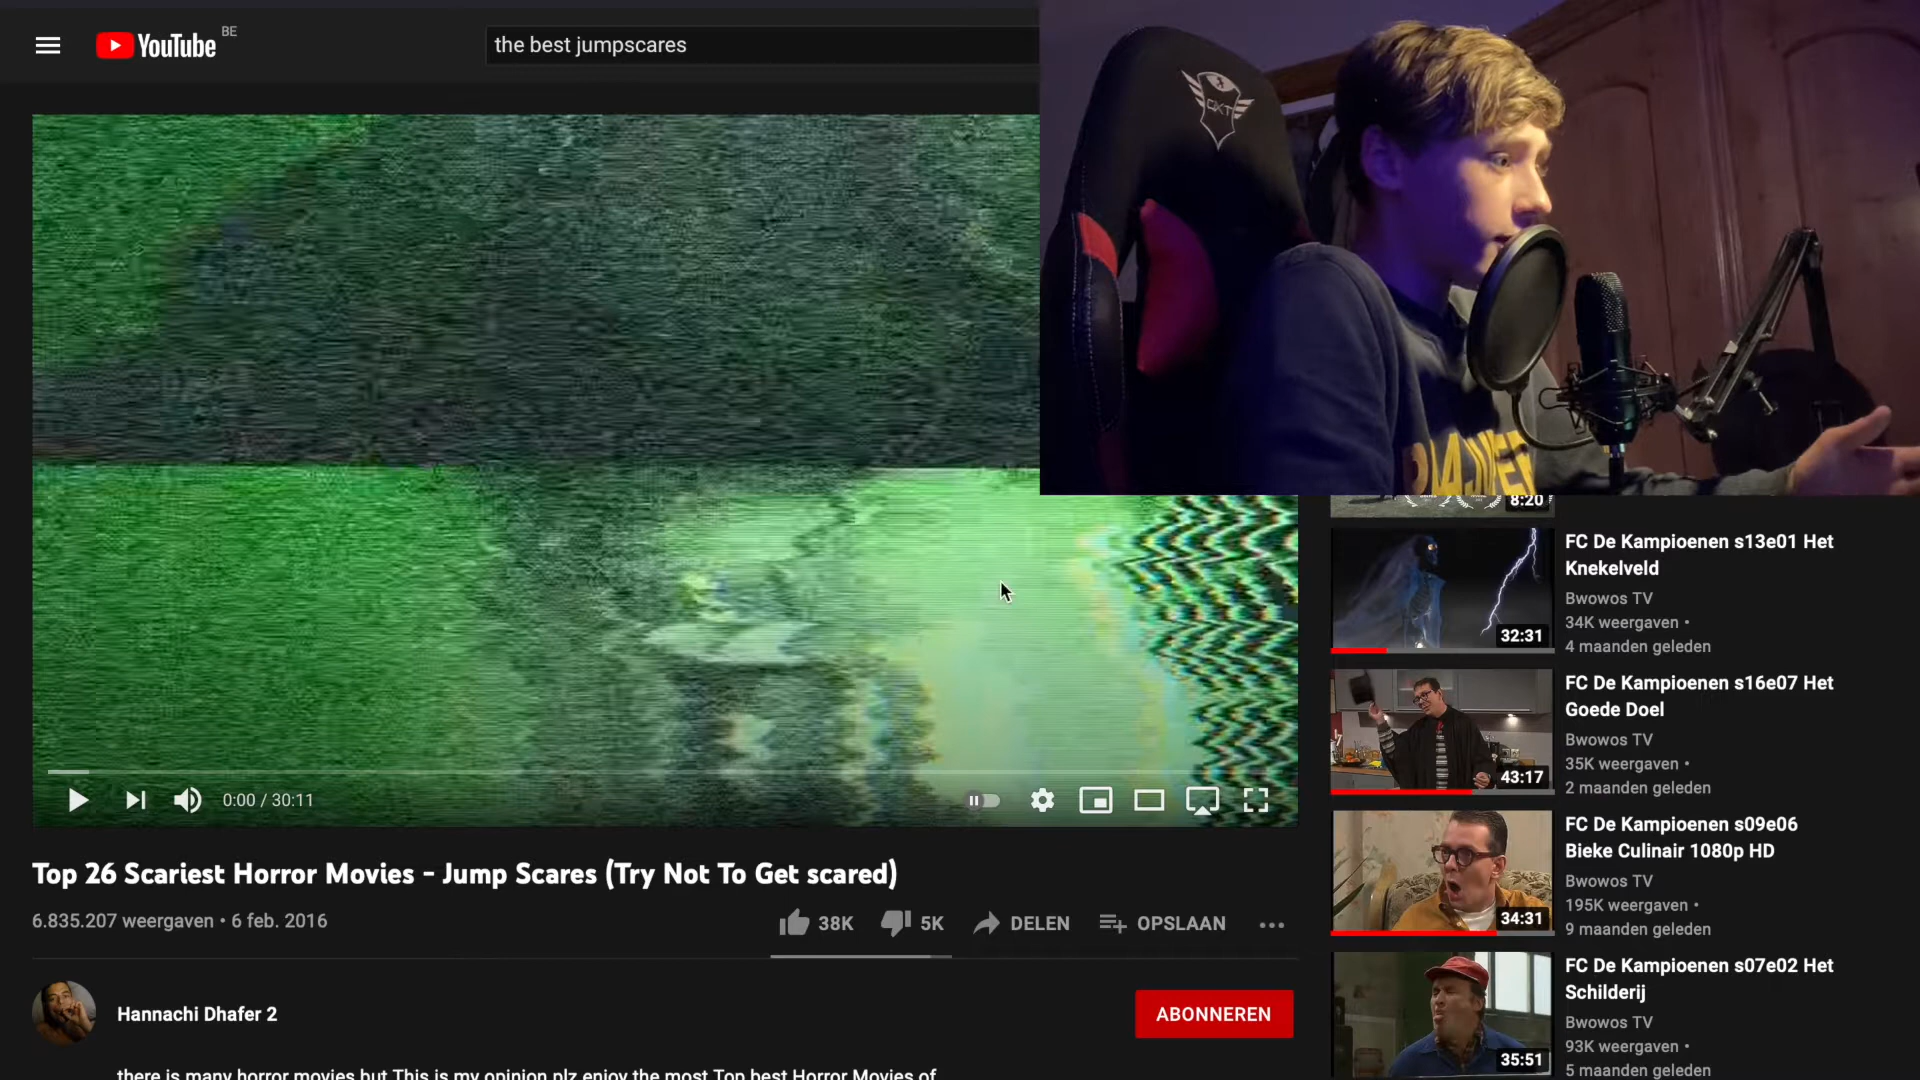 YouTube BE
the best jumpscares
GXT
8:20
FC De Kampioenen s13e01 Het
Knekelveld
Bwowos TV
34K weergaven •
4 maanden geleden
32:31
FC De Kampioenen s16e07 Het
Goede Doel
Bwowos TV
35K weergaven •
2 maanden geleden
43:17
FC De Kampioenen s09e06
Bieke Culinair 1080p HD
Bwowos TV
195K weergaven •
9 maanden geleden
34:31
FC De Kampioenen s07e02 Het
Schilderij
Bwowos TV
93K weergaven •
5 maanden geleden
35:51
0:00 / 30:11
Top 26 Scariest Horror Movies - Jump Scares (Try Not To Get scared)
6.835.207 weergaven • 6 feb. 2016
38K 5K DELEN OPSLAAN
Hannachi Dhafer 2
ABONNEREN
there is many horror movies but This is my opinion plz enjoy the most Top best Horror Movies of